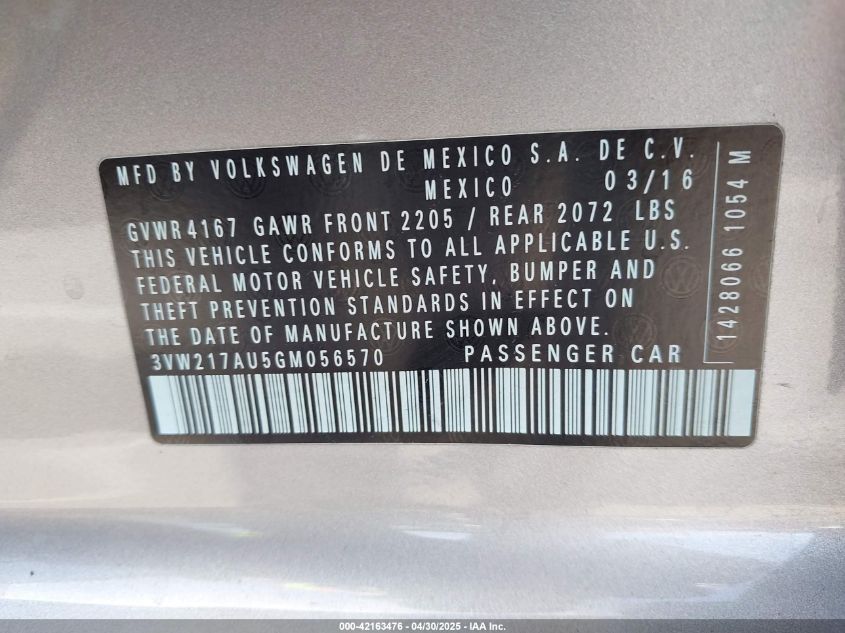 MFD BY VOLKSWAGEN DE MEXICO S.A. DE C.V.
MEXICO 03/16
GVWR 4167 GAWR FRONT 2205 / REAR 2072 LBS
THIS VEHICLE CONFORMS TO ALL APPLICABLE U.S.
FEDERAL MOTOR VEHICLE SAFETY, BUMPER AND
THEFT PREVENTION STANDARDS IN EFFECT ON
THE DATE OF MANUFACTURE SHOWN ABOVE.
3VW217AU5GM056570 PASSENGER CAR
1428066 1054 M
000-42163476 - 04/30/2025 - IAA Inc.